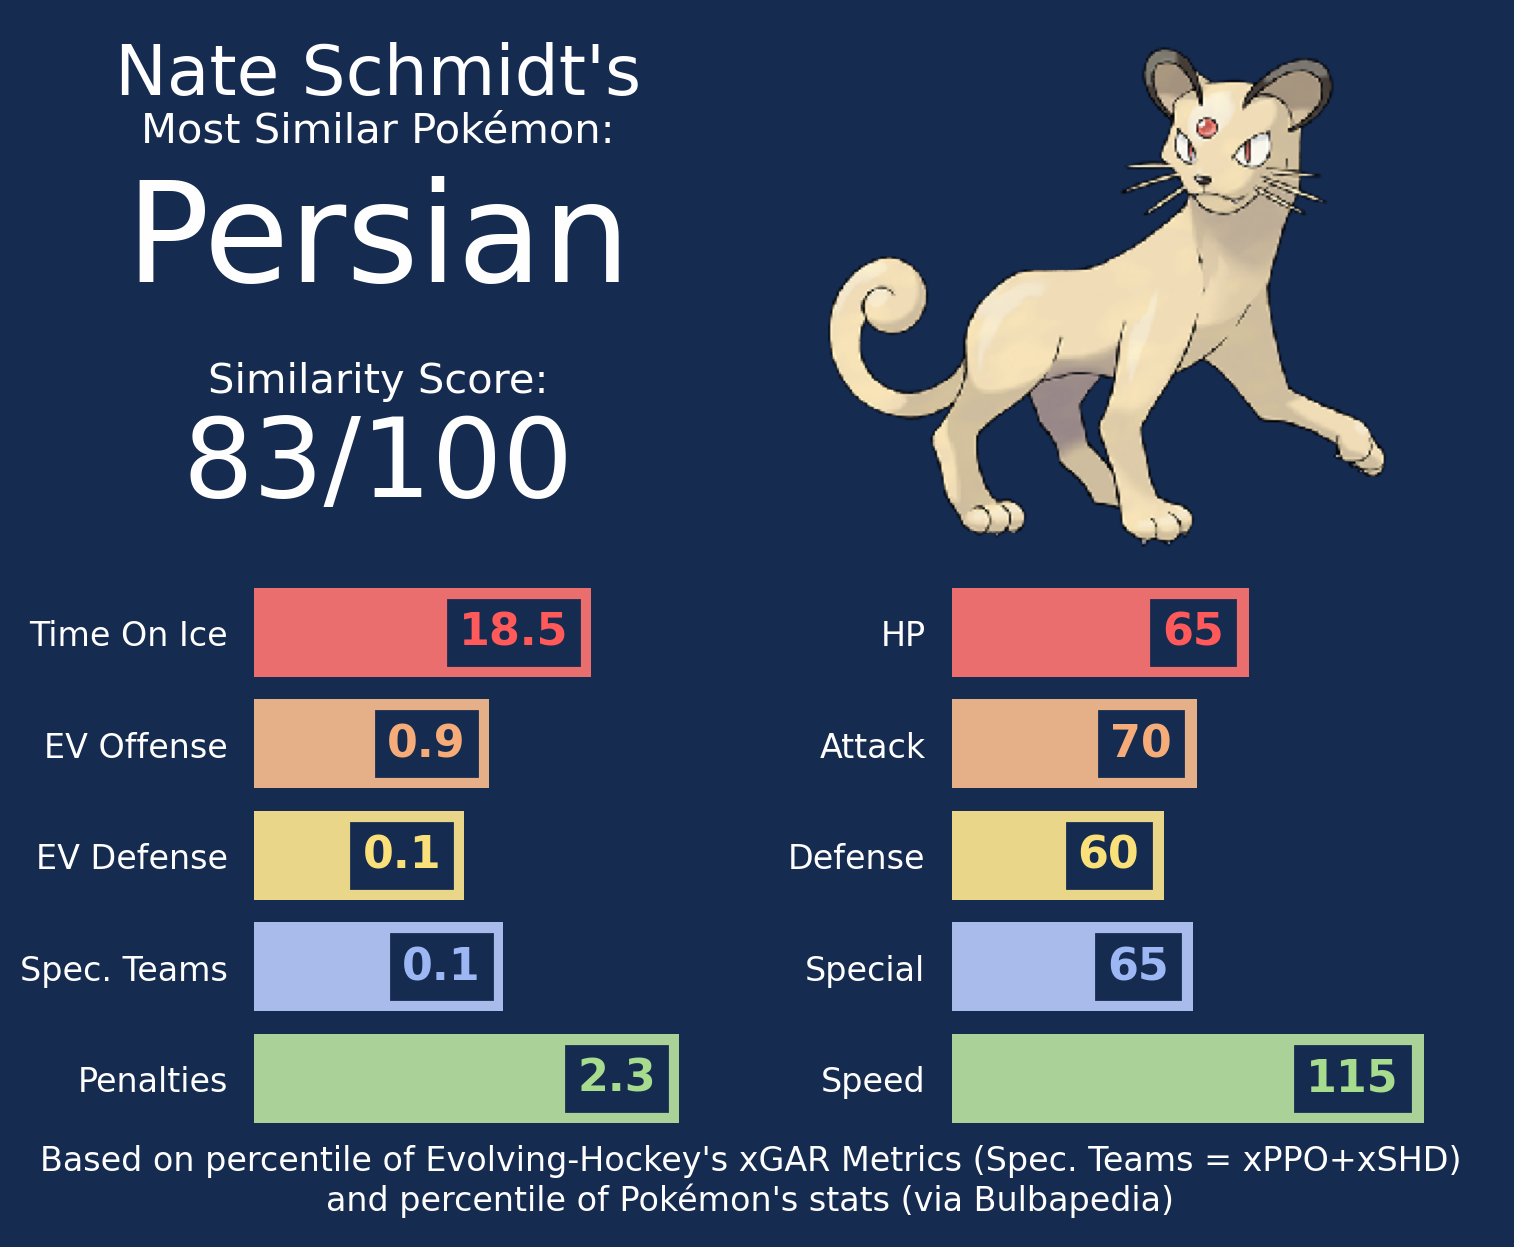 Nate Schmidt's
Most Similar Pokémon:
Persian
Similarity Score:
83/100
Time On Ice
18.5
EV Offense
0.9
EV Defense
0.1
Spec. Teams
0.1
Penalties
2.3
HP
65
Attack
70
Defense
60
Special
65
Speed
115
Based on percentile of Evolving-Hockey's xGAR Metrics (Spec. Teams = xPPO+xSHD)
and percentile of Pokémon's stats (via Bulbapedia)